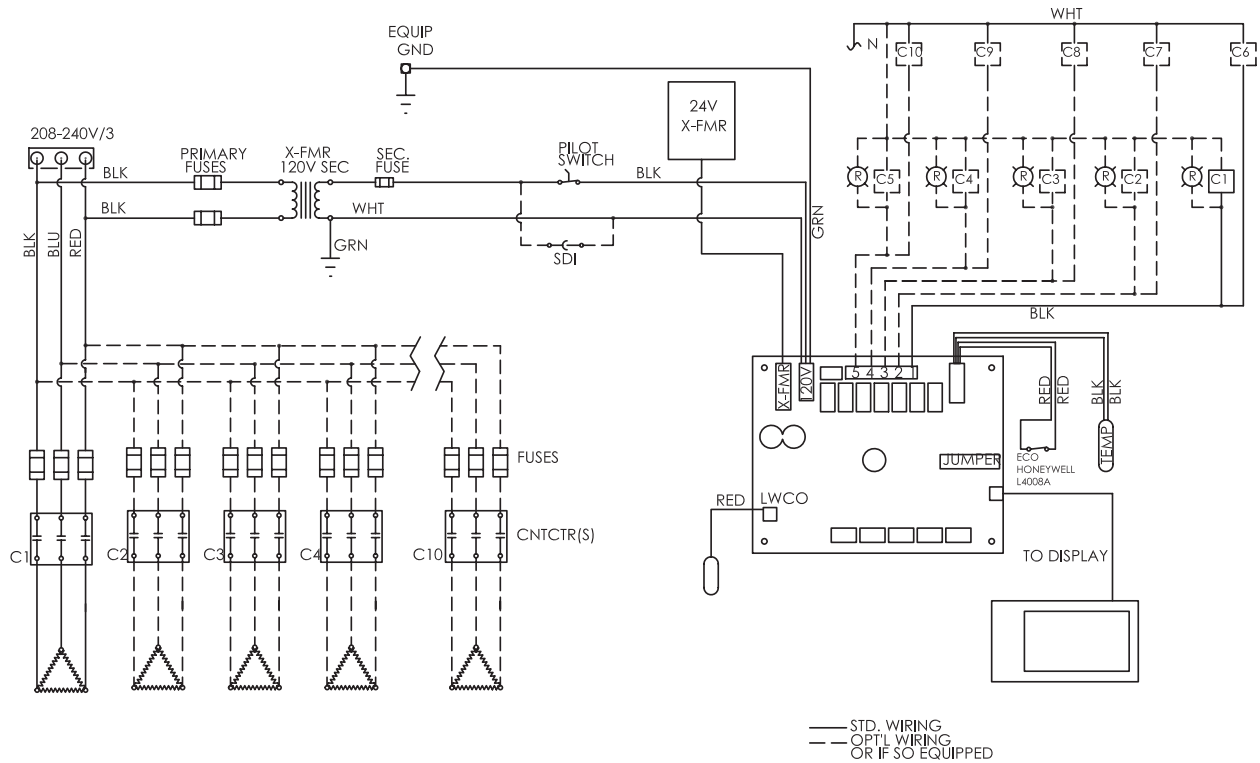 WHT
EQUIP
GND
N
C10
C9
C8
C7
C6
24V
X-FMR
208-240V/3
PRIMARY
FUSES
X-FMR
120V SEC
SEC.
FUSE
PILOT
SWITCH
BLK
BLK
R
C5
R
C4
R
C3
R
C2
R
C1
BLK
WHT
GRN
GRN
SDI
BLK
BLU
RED
BLK
X-FMR
120V
5 4 3 2 1
RED
RED
BLK
BLK
TEMP
ECO
HONEYWELL
L4008A
JUMPER
FUSES
RED
LWCO
CNTCTR(S)
C1
C2
C3
C4
C10
TO DISPLAY
STD. WIRING
OPT'L WIRING
OR IF SO EQUIPPED